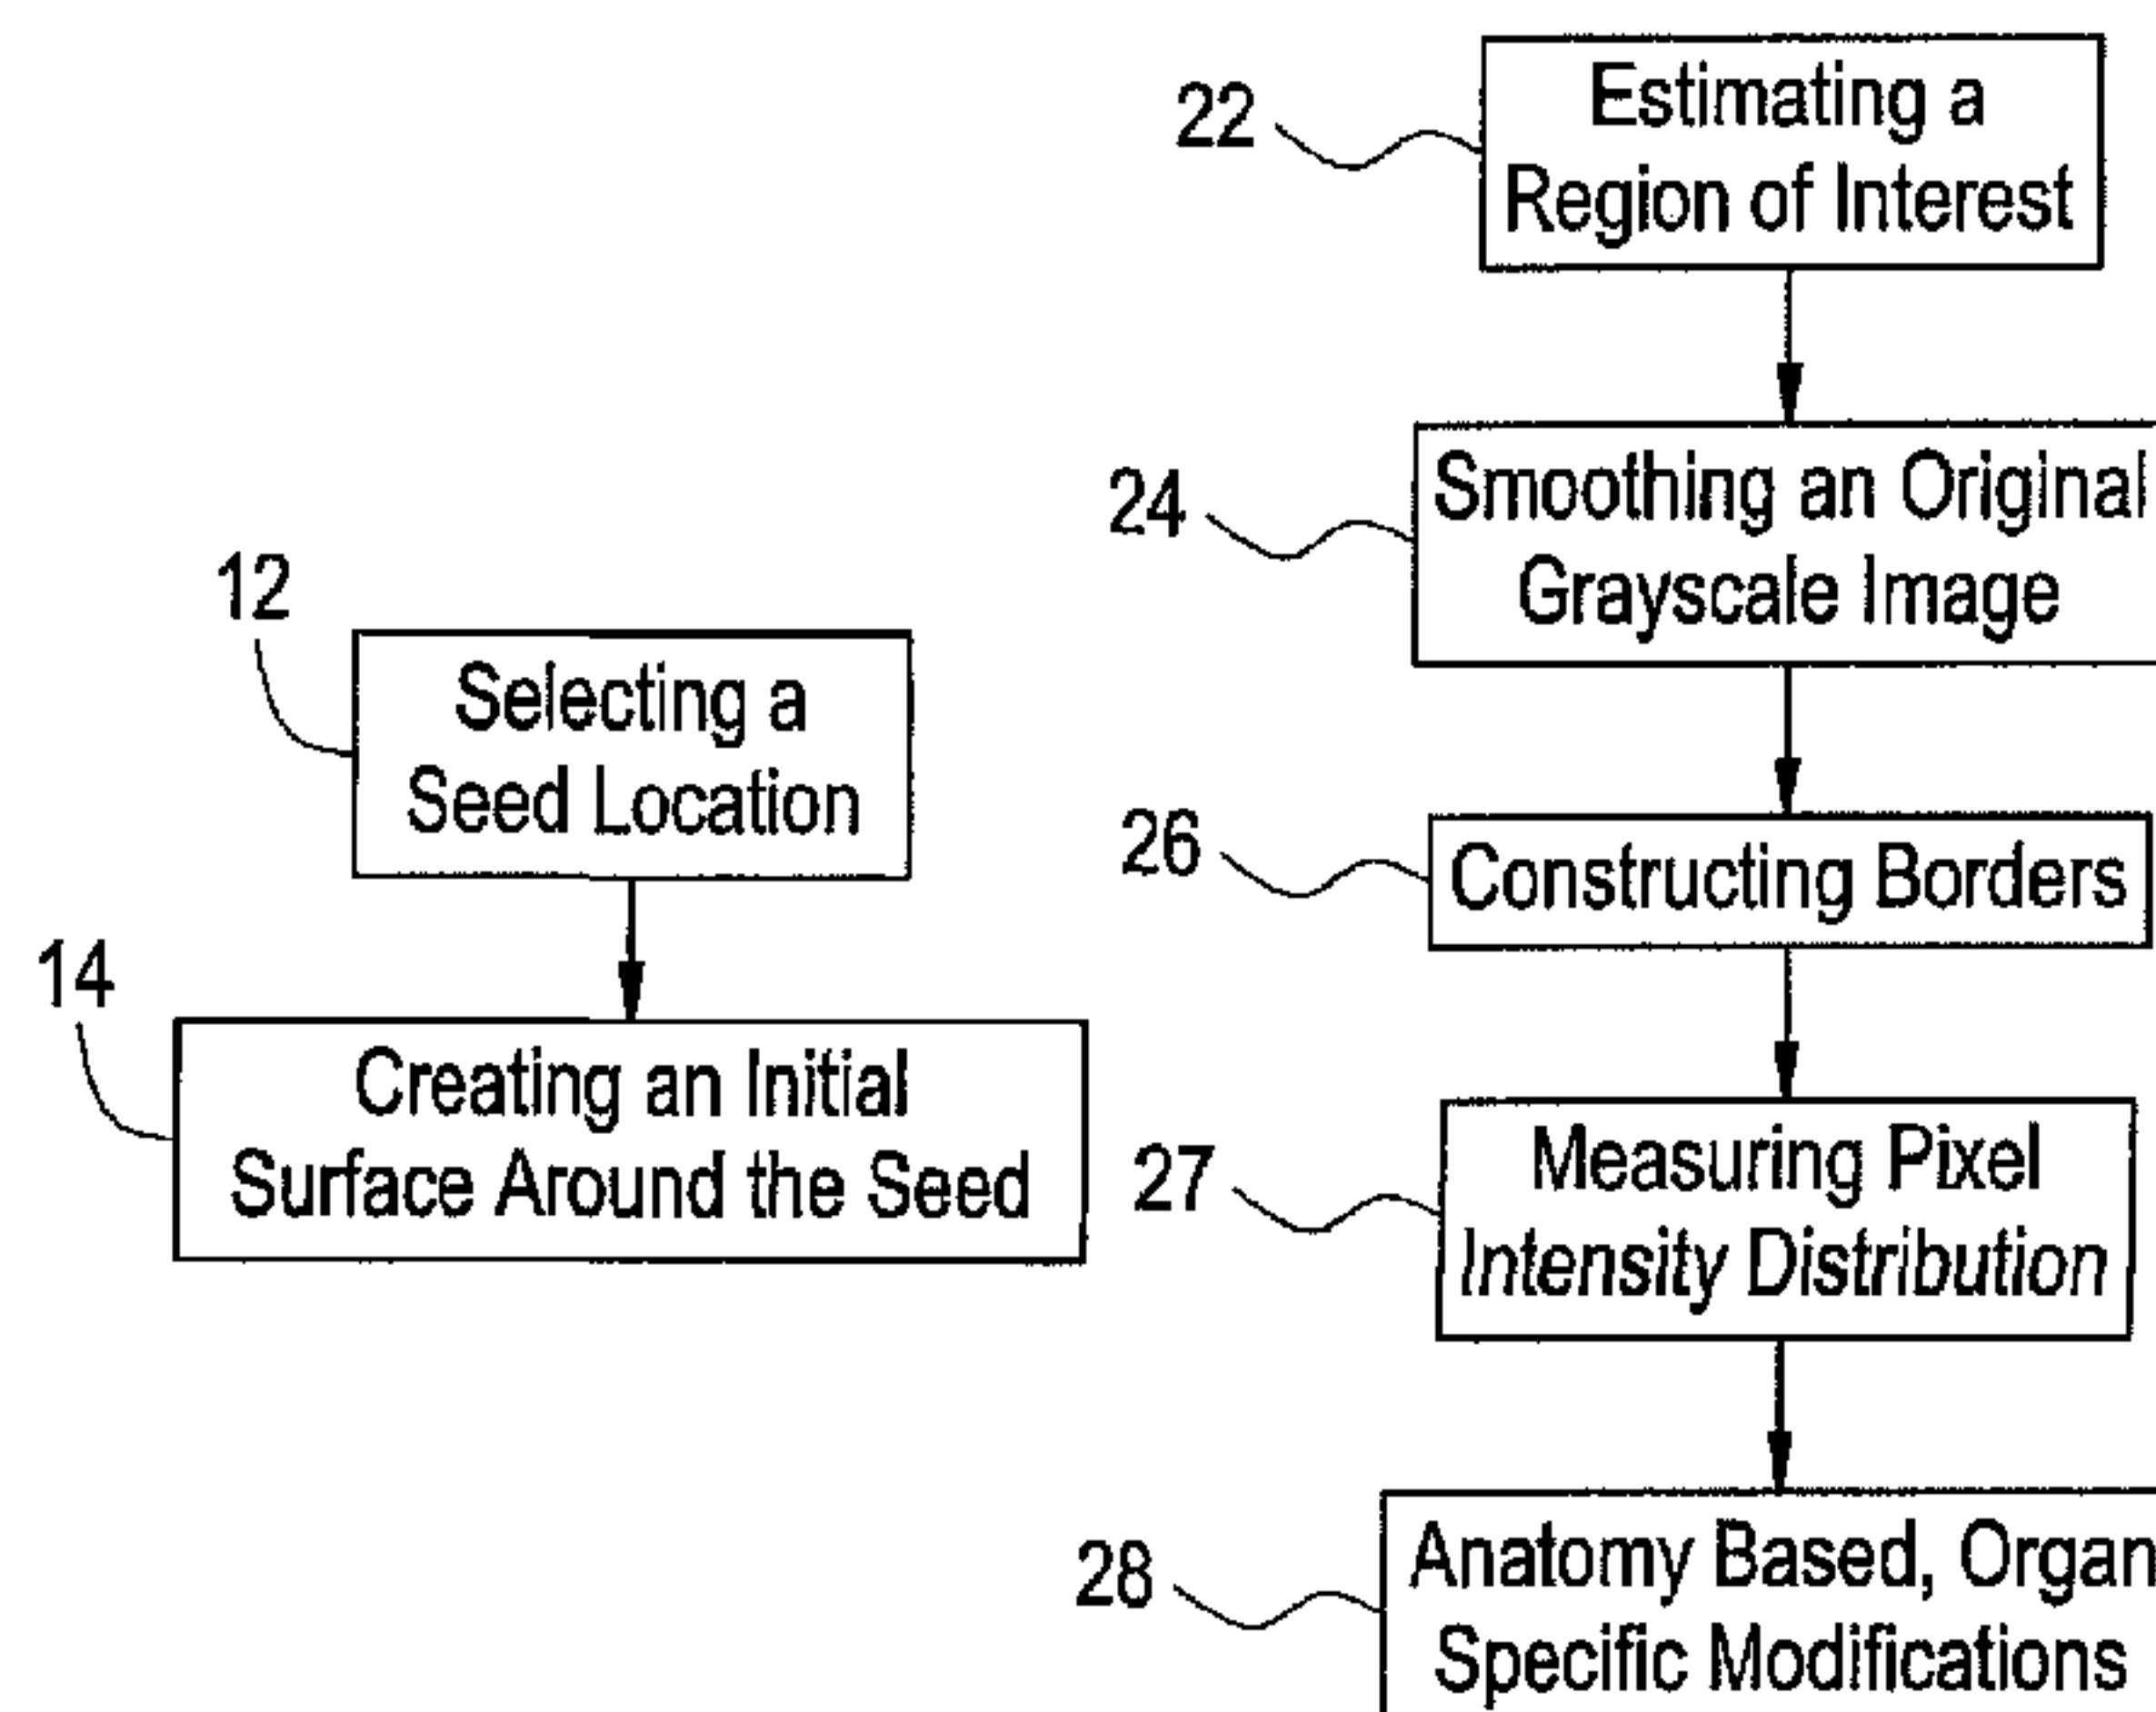 12
Selecting a
Seed Location
14
Creating an Initial
Surface Around the Seed
22
Estimating a
Region of Interest
24
Smoothing an Original
Grayscale Image
26
Constructing Borders
27
Measuring Pixel
Intensity Distribution
28
Anatomy Based, Organ
Specific Modifications